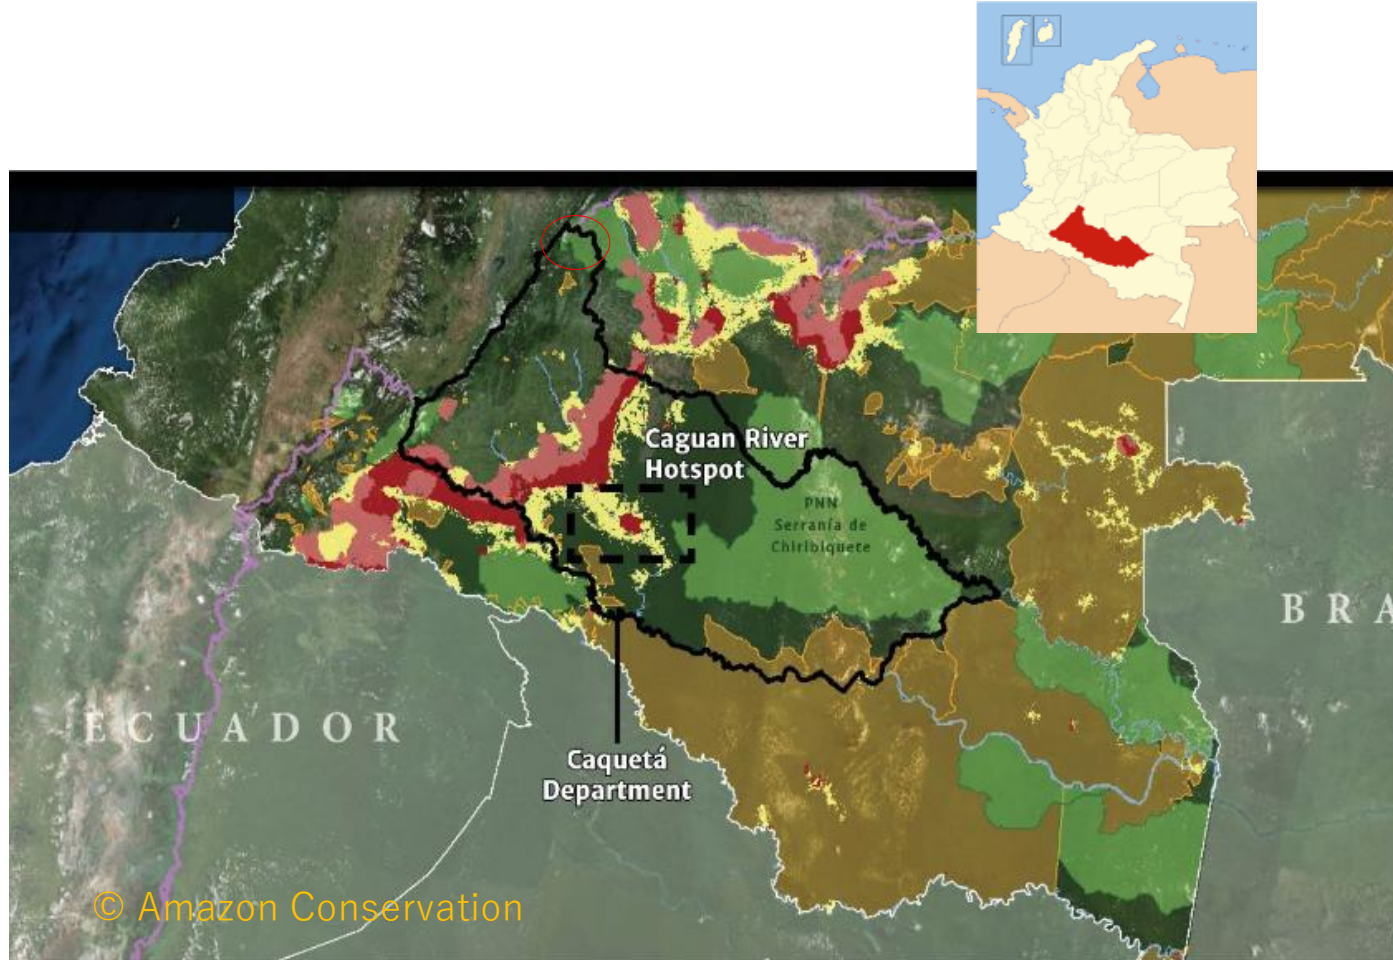 Caguan River
Hotspot
PNN
Serranía de
Chiribiquete
BRA
ECUADOR
Caquetá
Department
© Amazon Conservation